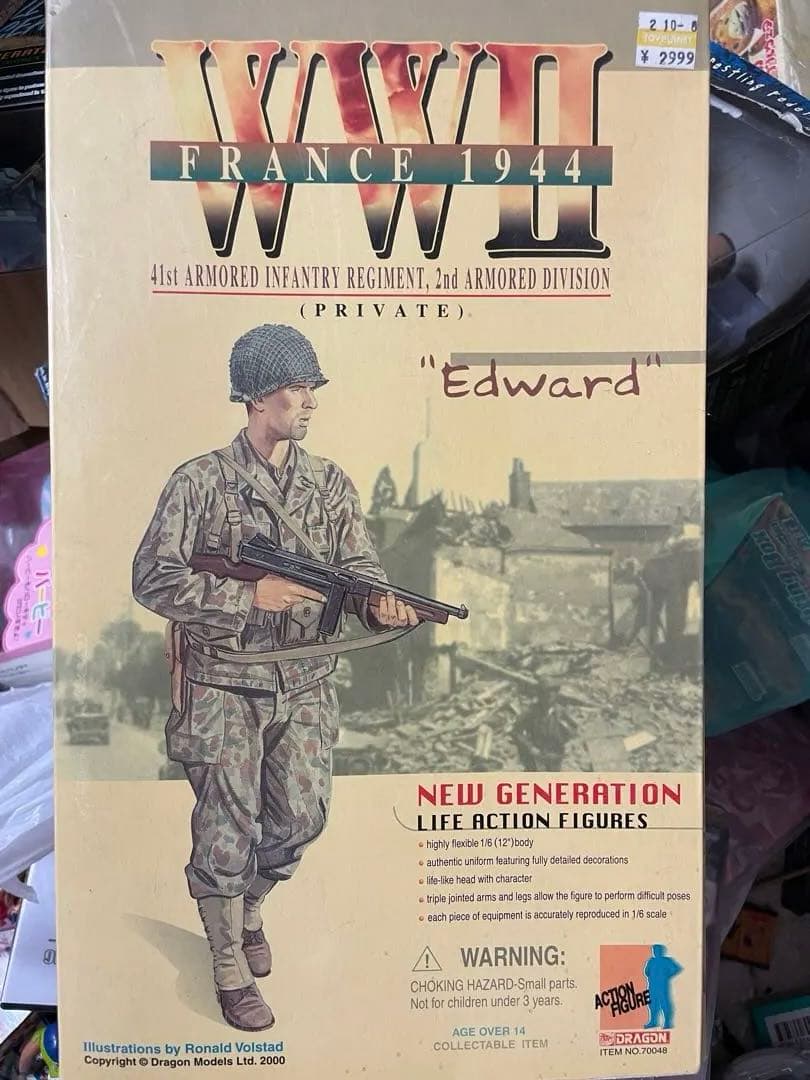 2.10-8
TOYPLANET
¥ 2999
WWII
FRANCE 1944
41st ARMORED INFANTRY REGIMENT, 2nd ARMORED DIVISION
(PRIVATE)
"Edward"
NEW GENERATION
LIFE ACTION FIGURES
highly flexible 1/6 (12")body
authentic uniform featuring fully detailed decorations
life-like head with character
triple jointed arms and legs allow the figure to perform difficult poses
each piece of equipment is accurately reproduced in 1/6 scale
WARNING:
CHOKING HAZARD-Small parts.
Not for children under 3 years.
AGE OVER 14
COLLECTABLE ITEM
ACTION
FIGURE
DRAGON
ITEM NO.70048
Illustrations by Ronald Volstad
Copyright © Dragon Models Ltd. 2000